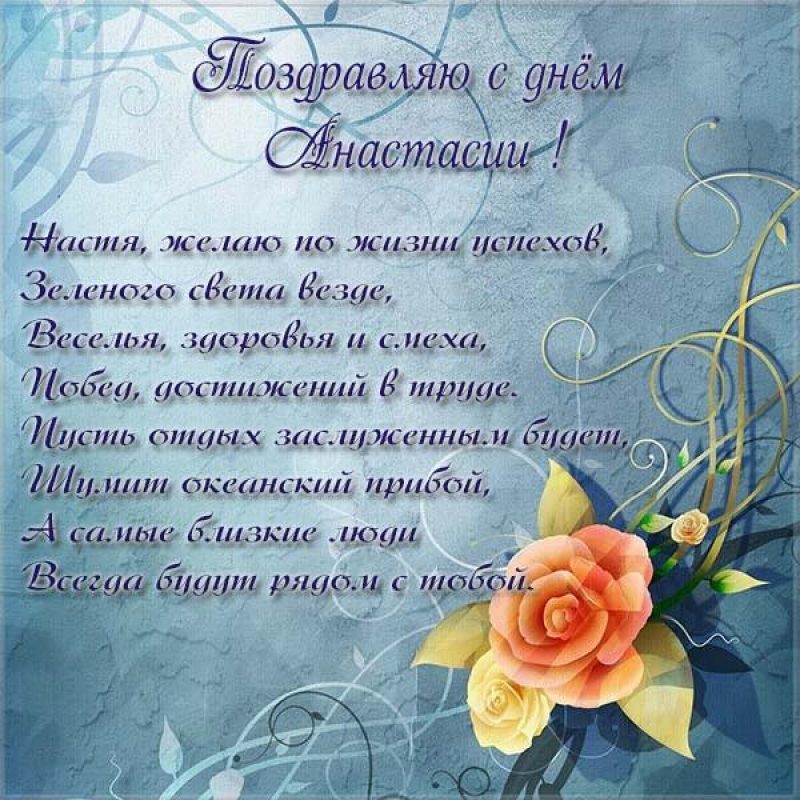 Поздравляю с днём
Анастасии !
Настя, желаю по жизни успехов,
Зеленого света везде,
Веселья, здоровья и смеха,
Побед, достижений в труде.
Пусть отдых заслуженным будет,
Шумит океанский прибой,
А самые близкие люди
Всегда будут рядом с тобой.